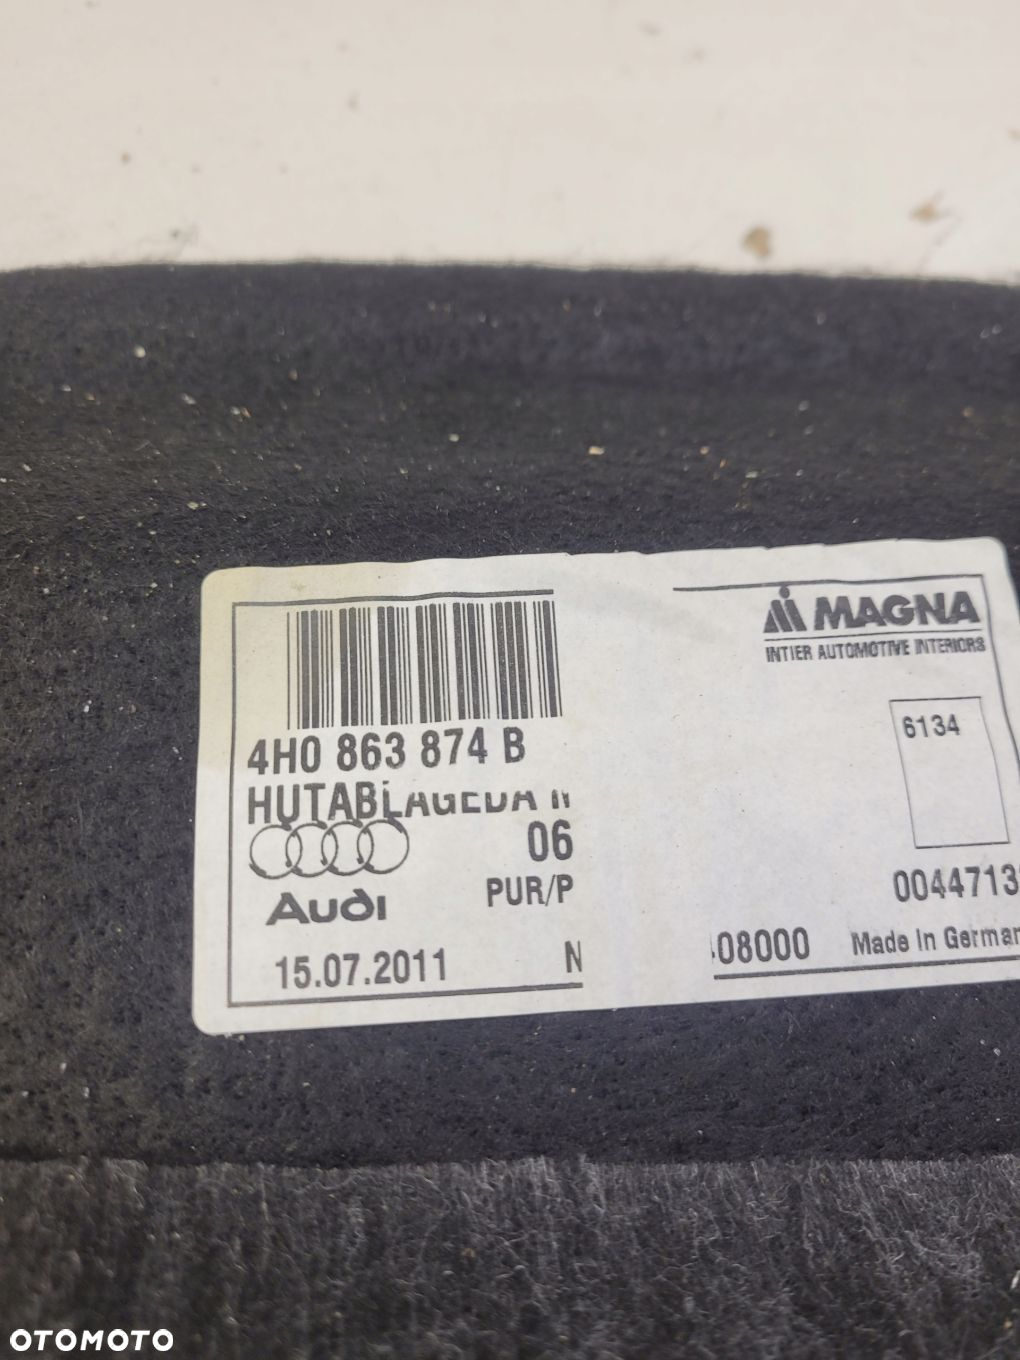 MAGNA
INTIER AUTOMOTIVE INTERIORS
4H0 863 874 B
6134
06
Audi
PUR/P
0044713
15.07.2011
N
08000
Made In German
OTOMOTO